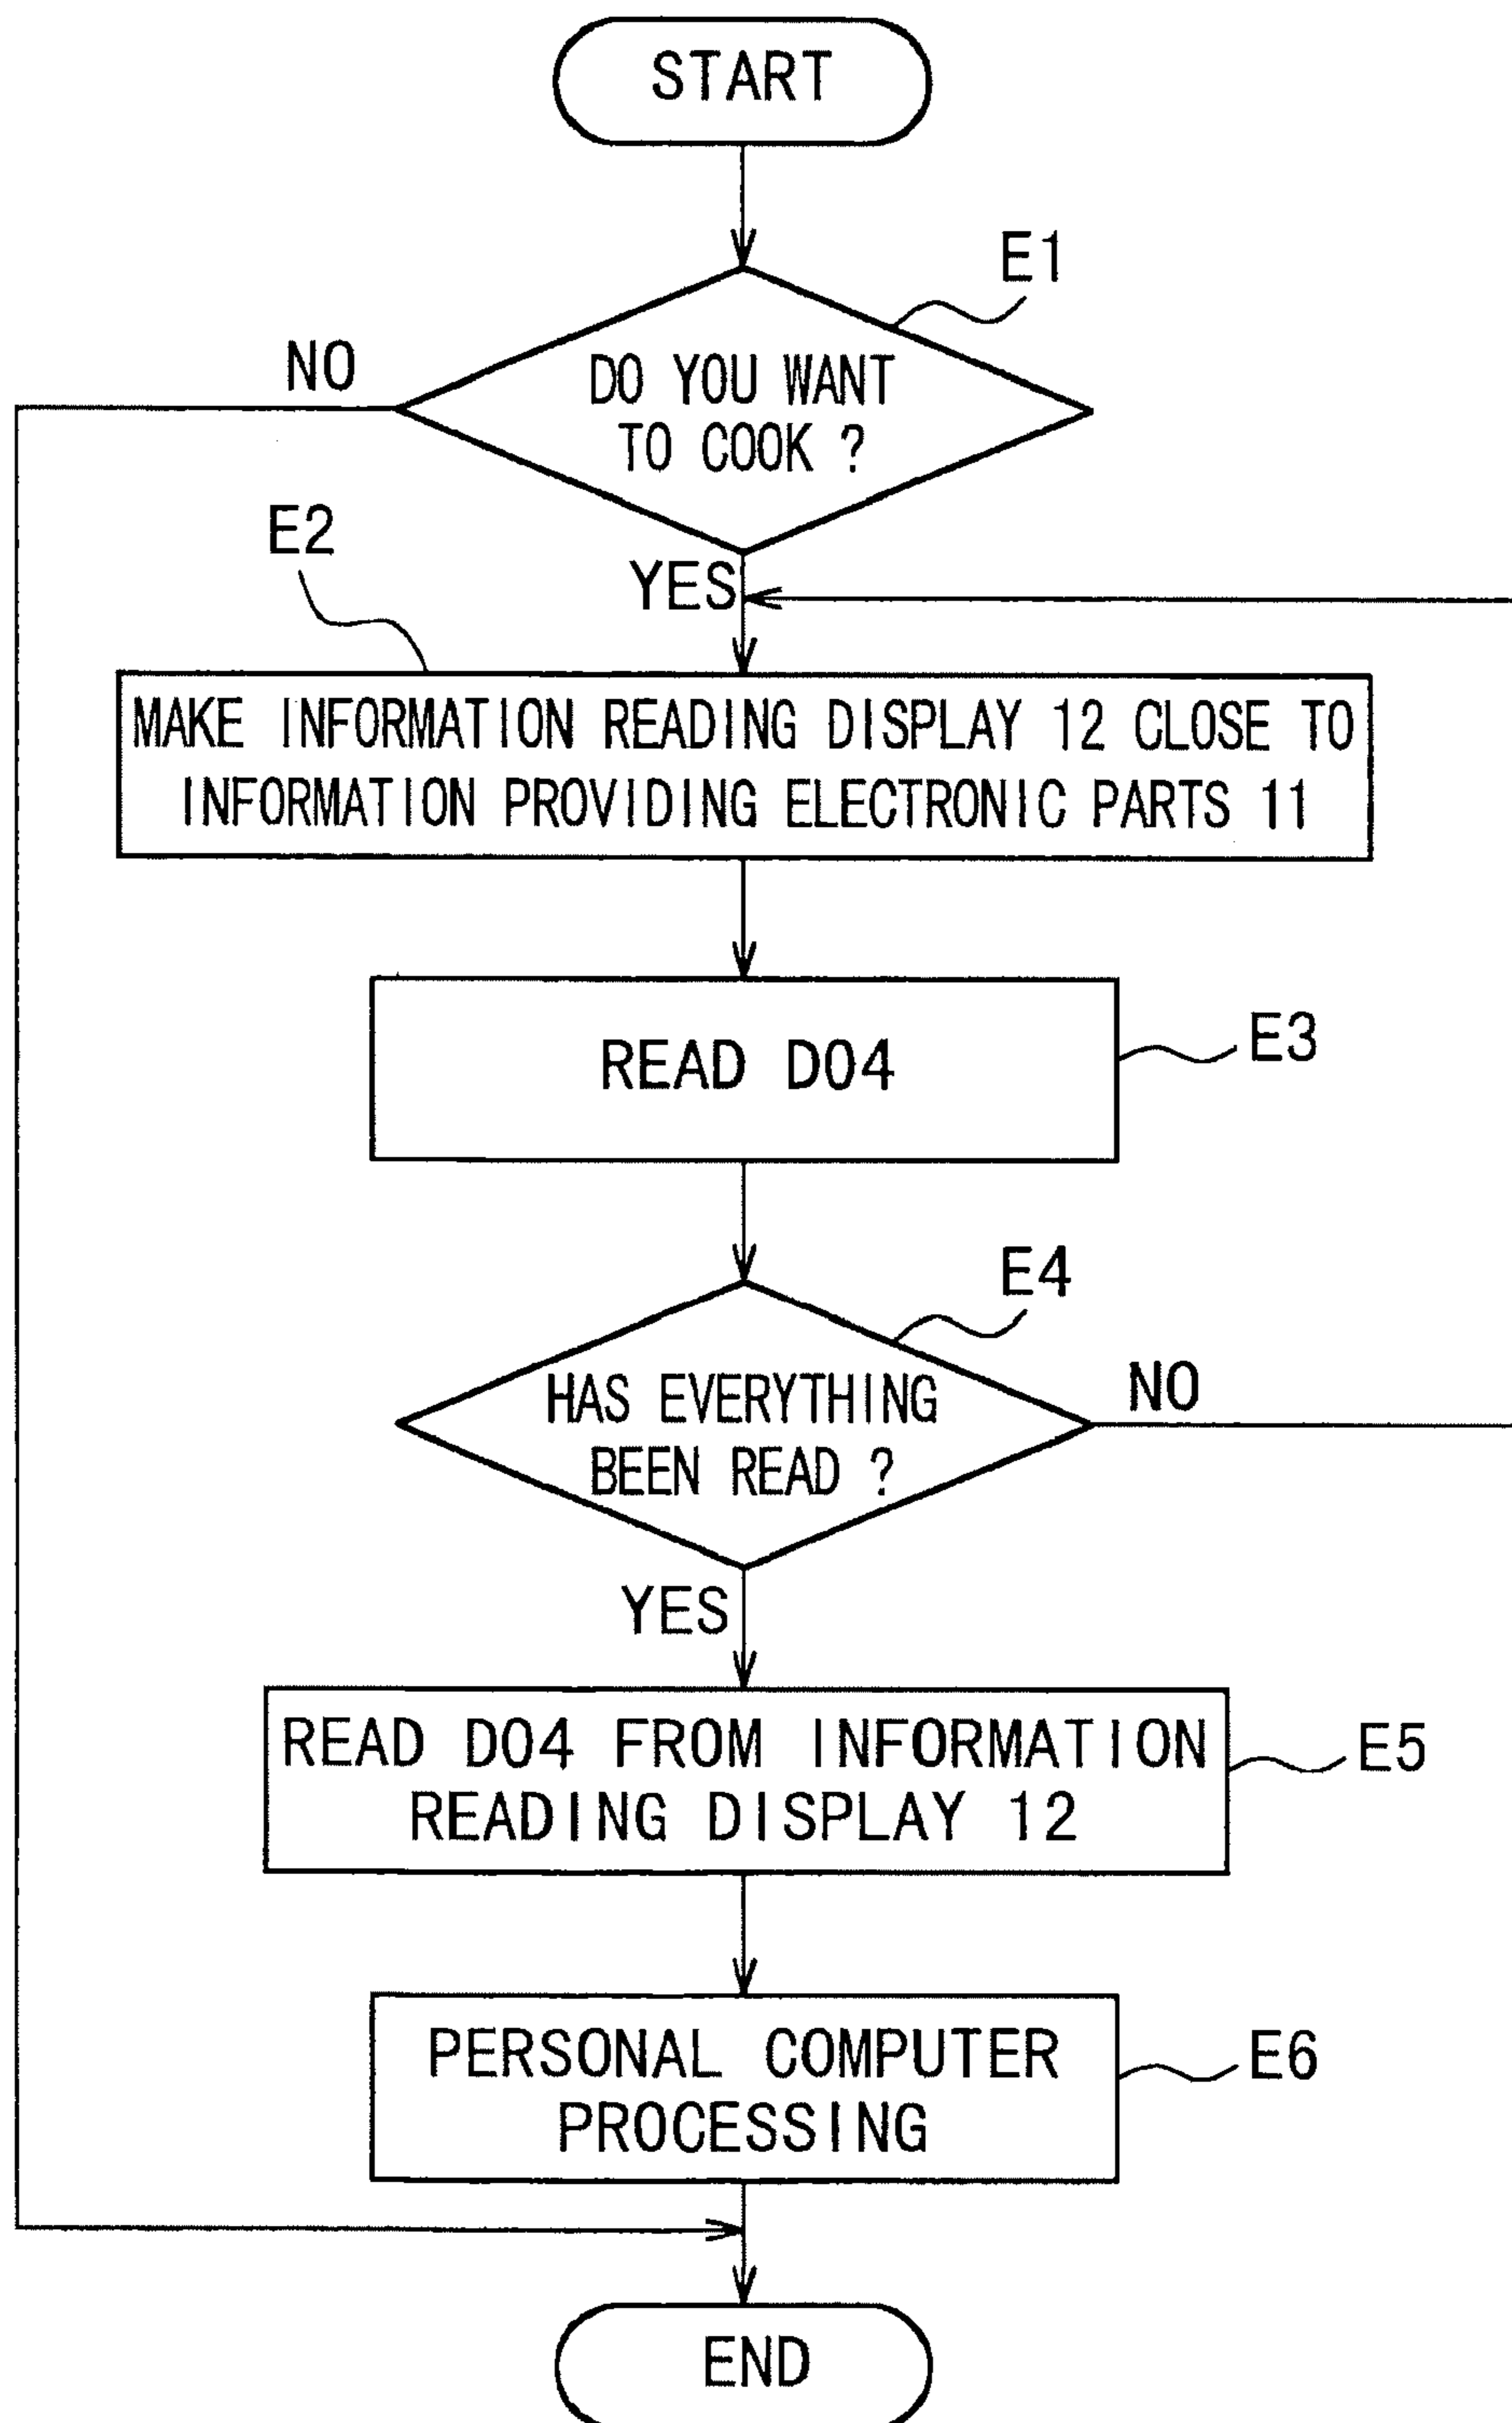 START
E1
NO
DO YOU WANT
TO COOK ?
E2
YES
MAKE INFORMATION READING DISPLAY 12 CLOSE TO
INFORMATION PROVIDING ELECTRONIC PARTS 11
READ D04
E3
E4
HAS EVERYTHING
BEEN READ ?
NO
YES
READ D04 FROM INFORMATION
READING DISPLAY 12
E5
PERSONAL COMPUTER
PROCESSING
E6
END